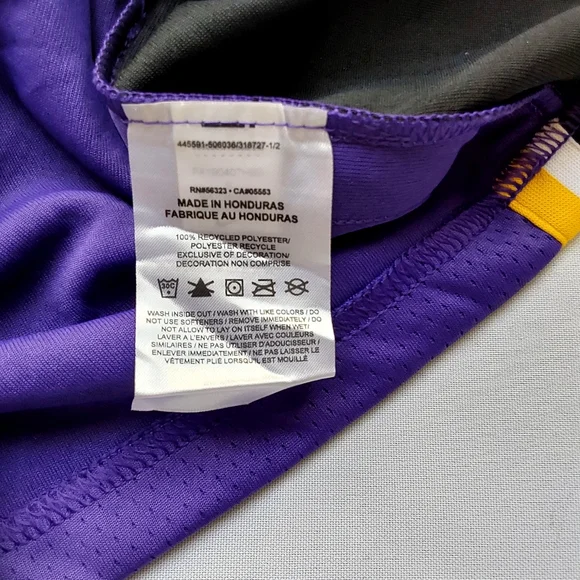 445591-506036/318727-1/2
RN#56323 • CA#05553
MADE IN HONDURAS
FABRIQUE AU HONDURAS
100% RECYCLED POLYESTER/
POLYESTER RECYCLE
EXCLUSIVE OF DECORATION/
DECORATION NON COMPRISE
30C
WASH INSIDE OUT / WASH WITH LIKE COLORS / DO
NOT USE SOFTENERS / REMOVE IMMEDIATELY / DO
NOT ALLOW TO LAY ON ITSELF WHEN WET/
LAVER A L'ENVERS / LAVER AVEC COULEURS
SIMILAIRES / NE PAS UTILISER D'ADOUCISSEUR /
ENLEVER IMMEDIATEMENT / NE PAS LAISSER LE
VÊTEMENT PLIÉ LORSQU'IL EST MOUILLÉ